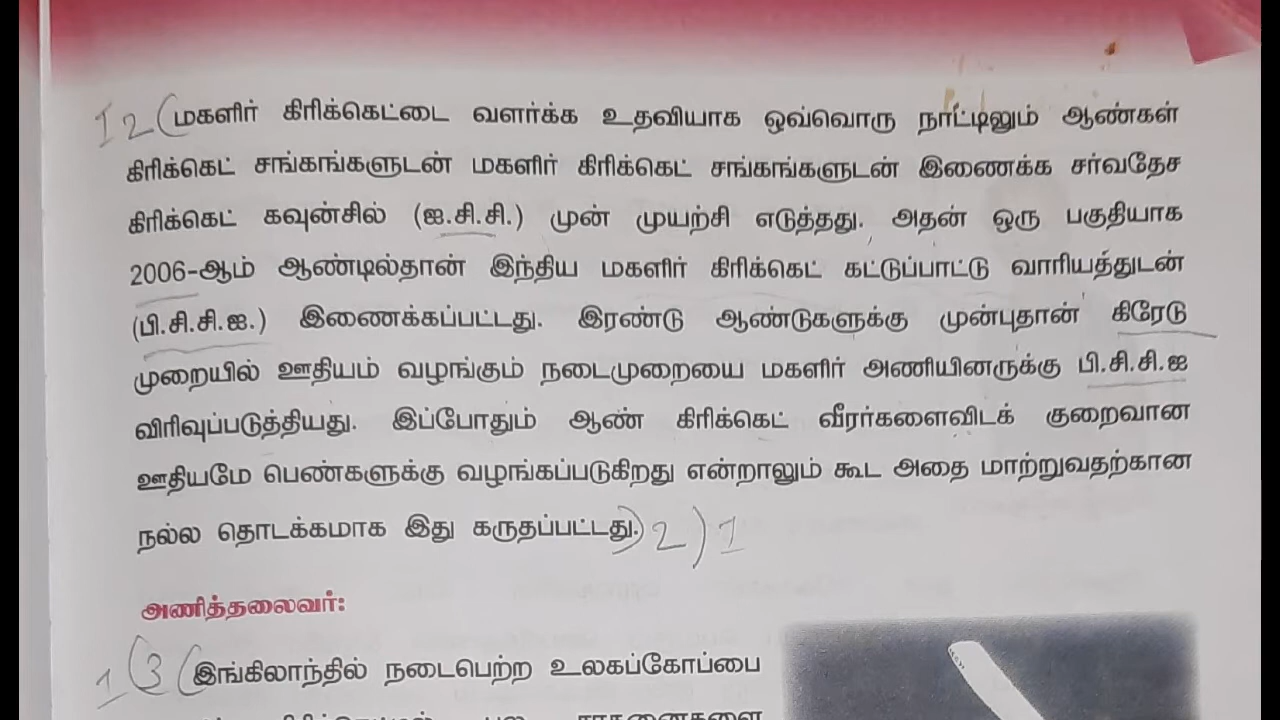 I 2 ( மகளிர் கிரிக்கெட்டை வளர்க்க உதவியாக ஒவ்வொரு நாட்டிலும் ஆண்கள்
கிரிக்கெட் சங்கங்களுடன் மகளிர் கிரிக்கெட் சங்கங்களுடன் இணைக்க சர்வதேச
கிரிக்கெட் கவுன்சில் (ஐ.சி.சி.) முன் முயற்சி எடுத்தது. அதன் ஒரு பகுதியாக
2006-ஆம் ஆண்டில்தான் இந்திய மகளிர் கிரிக்கெட் கட்டுப்பாட்டு வாரியத்துடன்
(பி.சி.சி.ஐ.) இணைக்கப்பட்டது. இரண்டு ஆண்டுகளுக்கு முன்புதான் கிரேடு
முறையில் ஊதியம் வழங்கும் நடைமுறையை மகளிர் அணியினருக்கு பி.சி.சி.ஐ
விரிவுப்படுத்தியது. இப்போதும் ஆண் கிரிக்கெட் வீரர்களைவிடக் குறைவான
ஊதியமே பெண்களுக்கு வழங்கப்படுகிறது என்றாலும் கூட அதை மாற்றுவதற்கான
நல்ல தொடக்கமாக இது கருதப்பட்டது. ) 2 ) 1
அணித்தலைவர்:
1 ( 3 ( இங்கிலாந்தில் நடைபெற்ற உலகப்கோப்பை